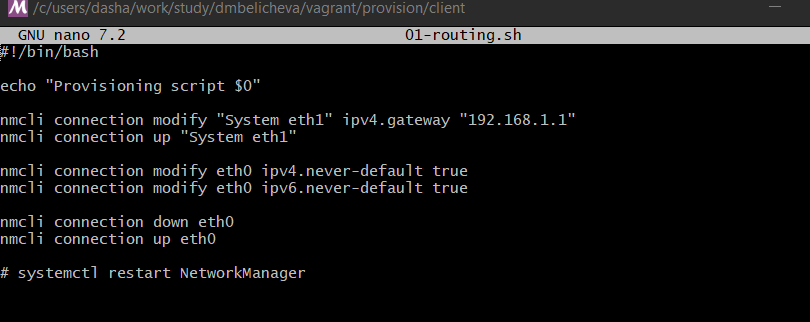 M /c/users/dasha/work/study/dmbelicheva/vagrant/provision/client
GNU nano 7.2 01-routing.sh
#!/bin/bash
echo "Provisioning script $0"
nmcli connection modify "System eth1" ipv4.gateway "192.168.1.1"
nmcli connection up "System eth1"
nmcli connection modify eth0 ipv4.never-default true
nmcli connection modify eth0 ipv6.never-default true
nmcli connection down eth0
nmcli connection up eth0
# systemctl restart NetworkManager